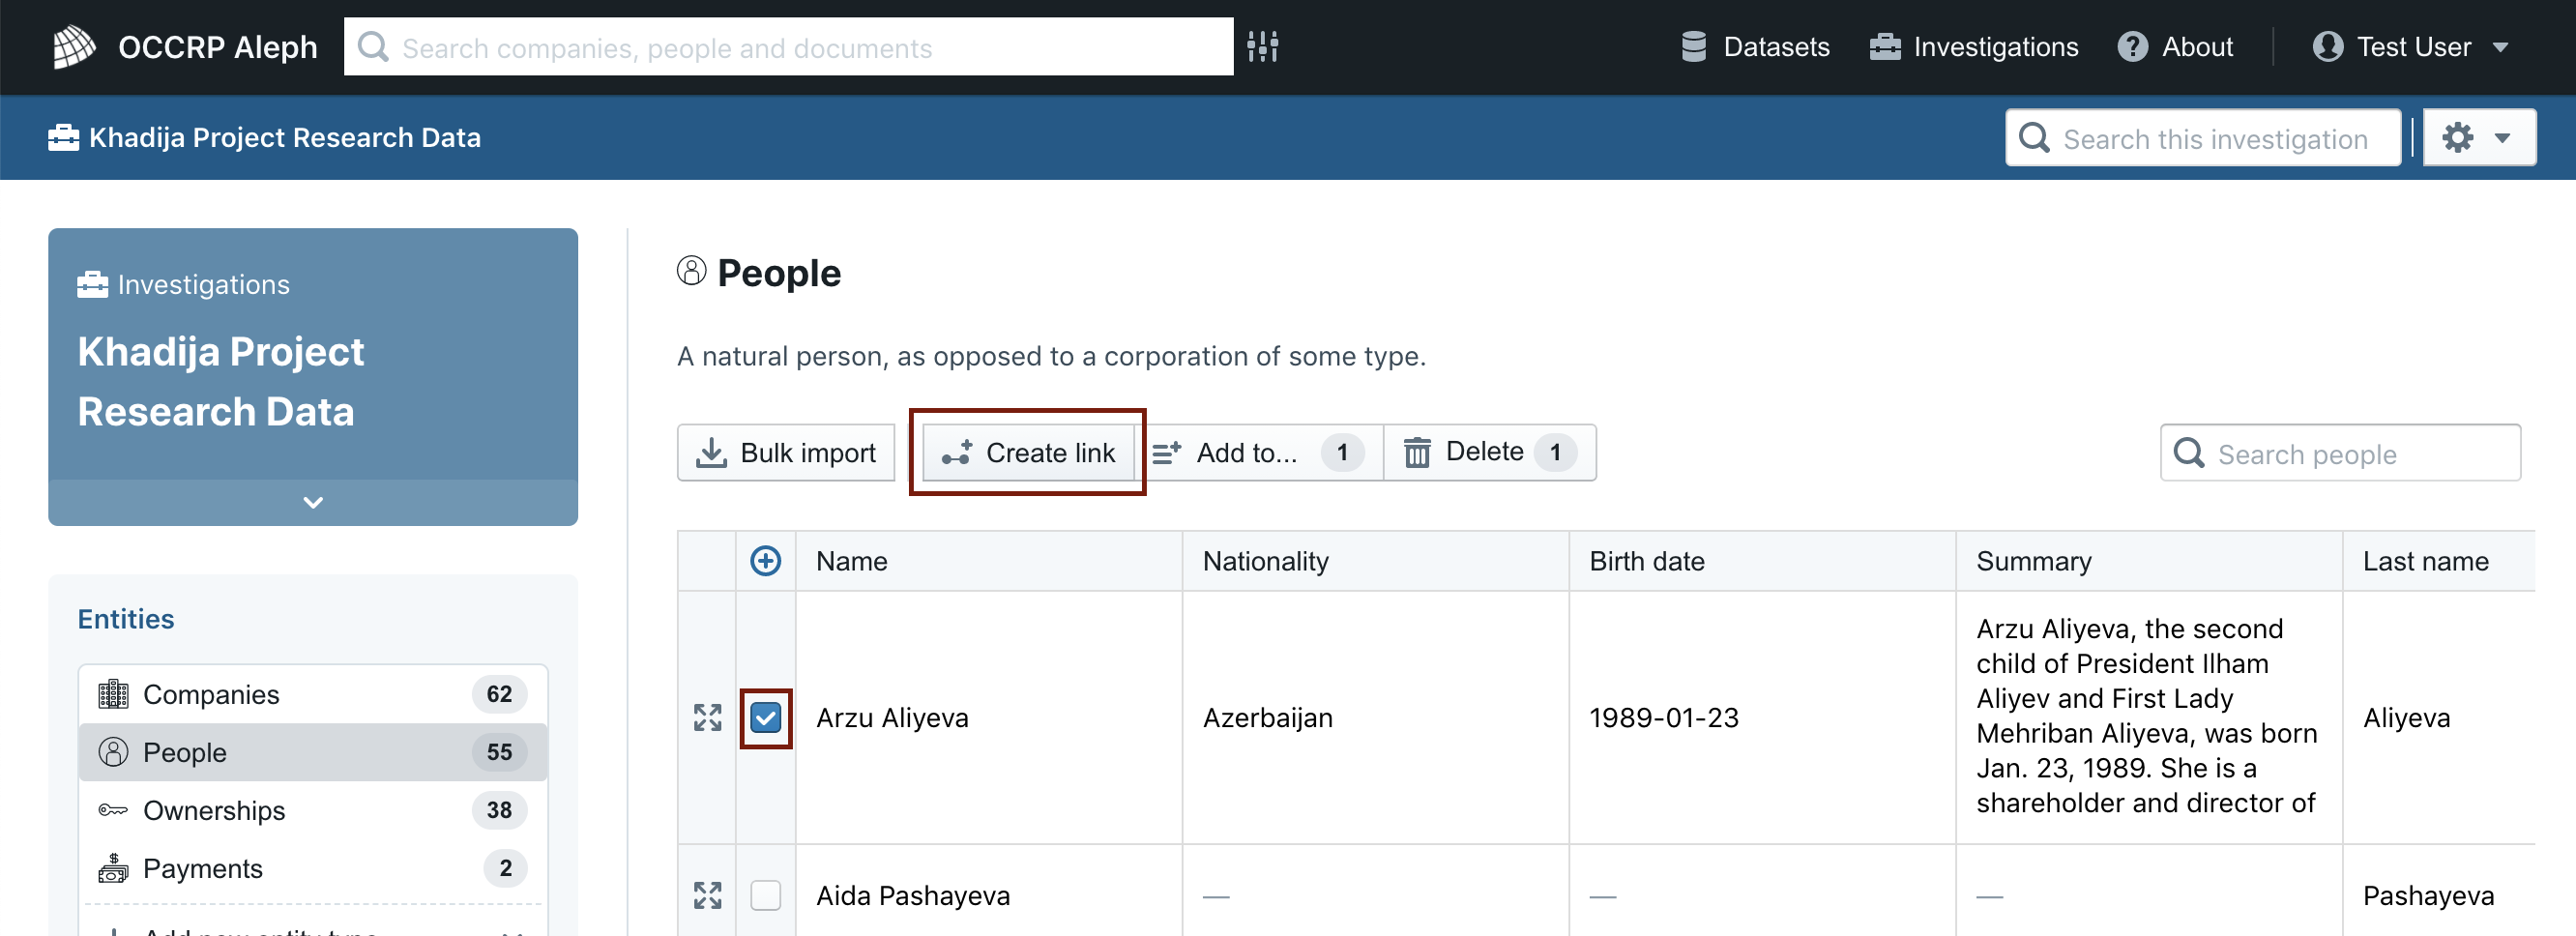 OCCRP Aleph
Search companies, people and documents
Datasets
Investigations
About
Test User
Khadija Project Research Data
Search this investigation
Investigations
Khadija Project
Research Data
Entities
Companies 62
People 55
Ownerships 38
Payments 2
Add new entity type
People
A natural person, as opposed to a corporation of some type.
Bulk import
Create link
Add to... 1
Delete 1
Search people
Name Nationality Birth date Summary Last name
Arzu Aliyeva Azerbaijan 1989-01-23
Arzu Aliyeva, the second
child of President Ilham
Aliyev and First Lady
Mehriban Aliyeva, was born
Jan. 23, 1989. She is a
shareholder and director of
Aliyeva
Aida Pashayeva — — — Pashayeva